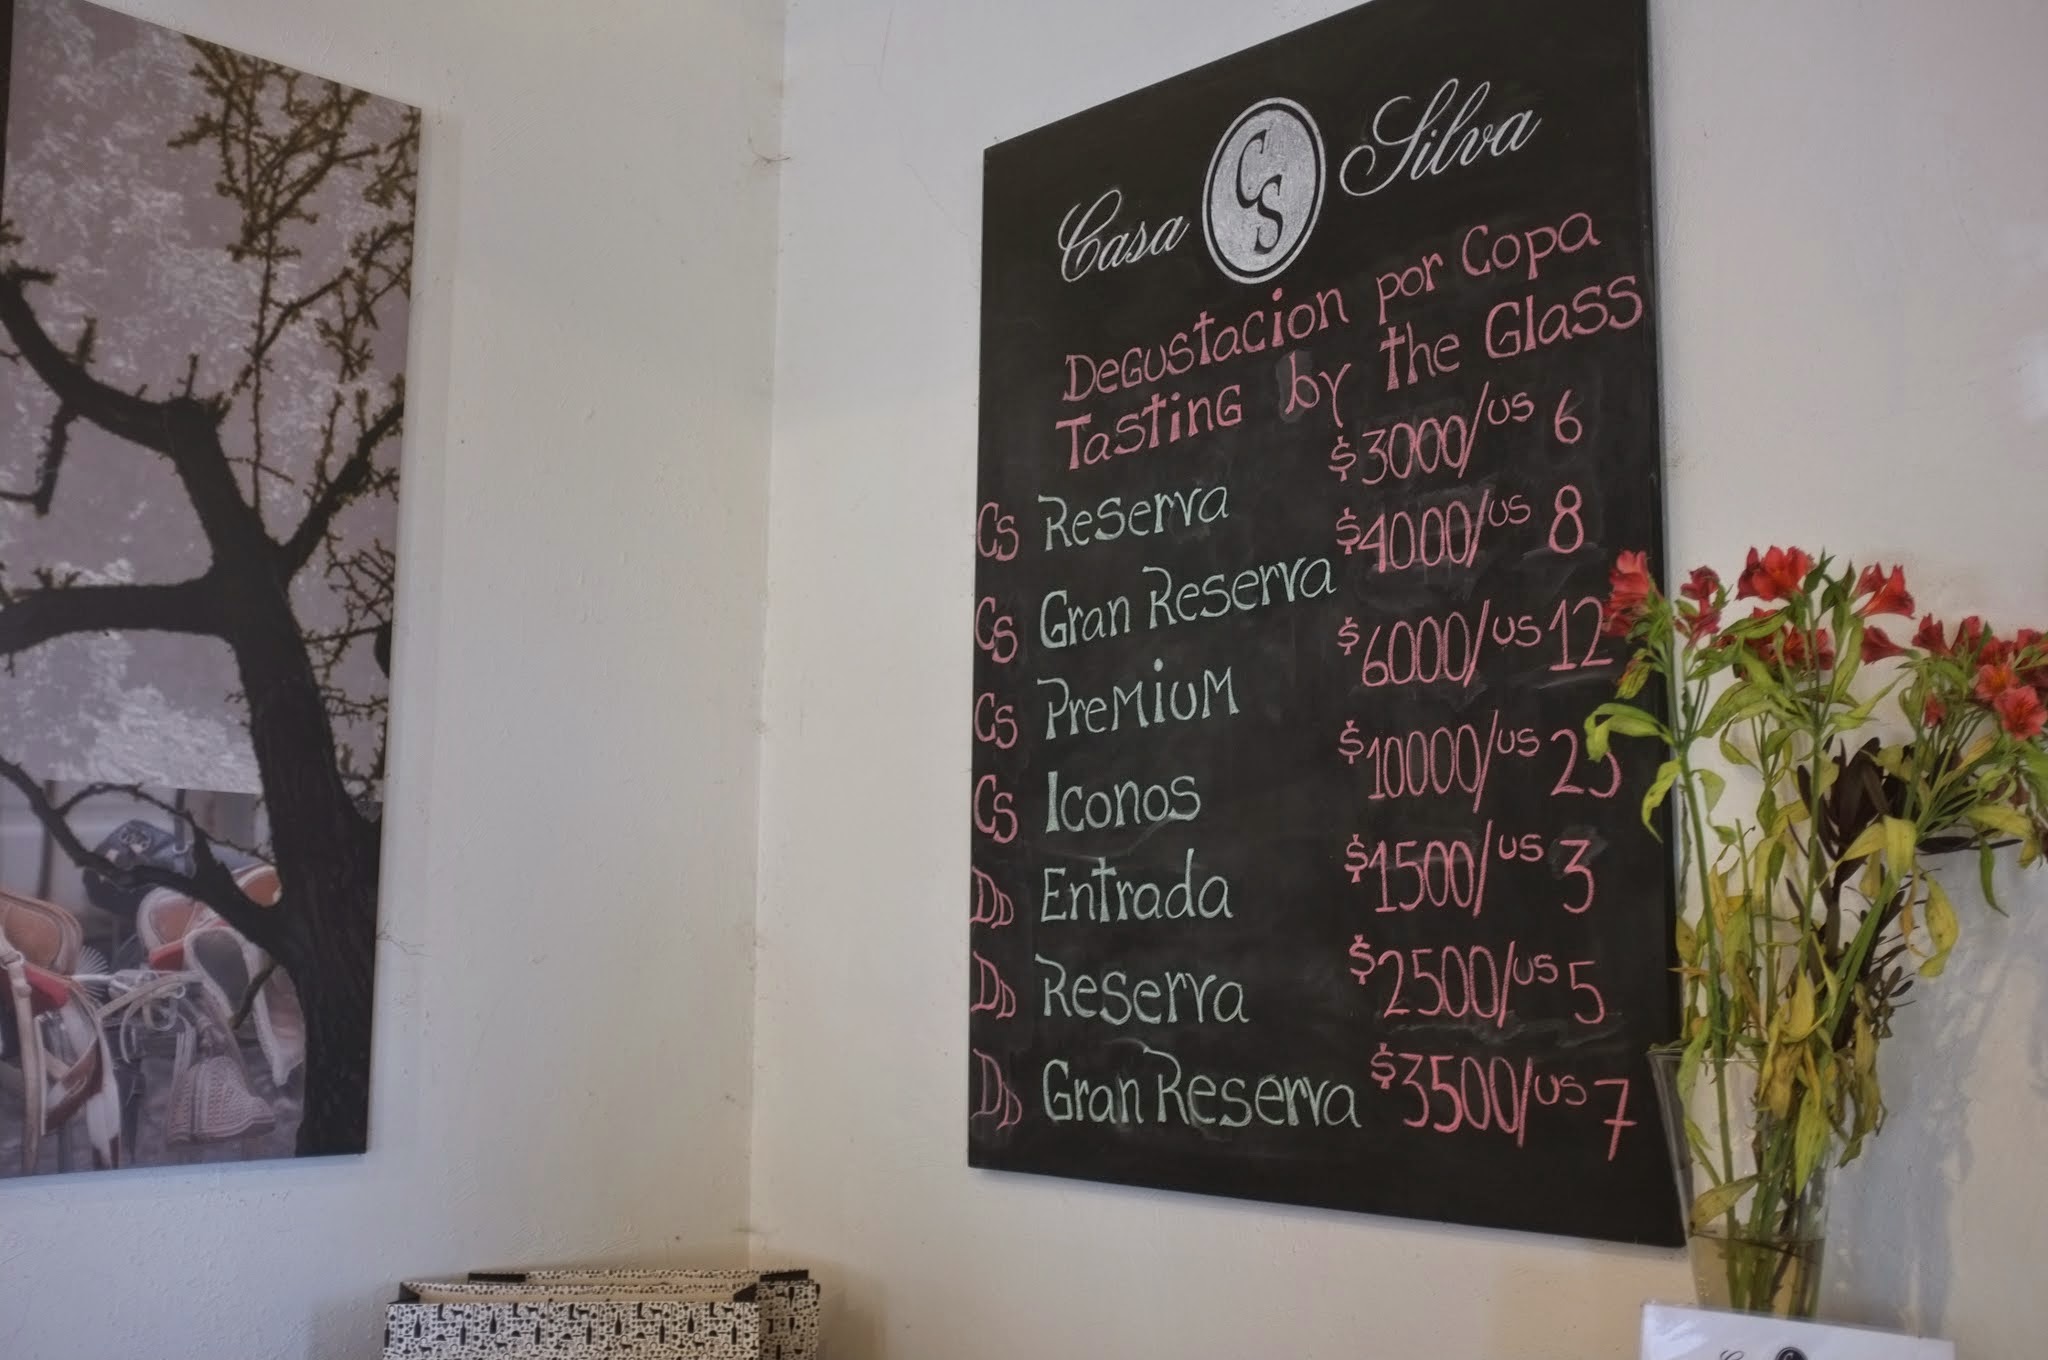 Casa CS Silva
Degustacion por Copa
Tasting by the Glass
CS Reserva $3000/US 6
CS Gran Reserva $4000/US 8
CS Premium $6000/US 12
CS Iconos $10000/US 25
DD Entrada $1500/US 3
DD Reserva $2500/US 5
DD Gran Reserva $3500/US 7